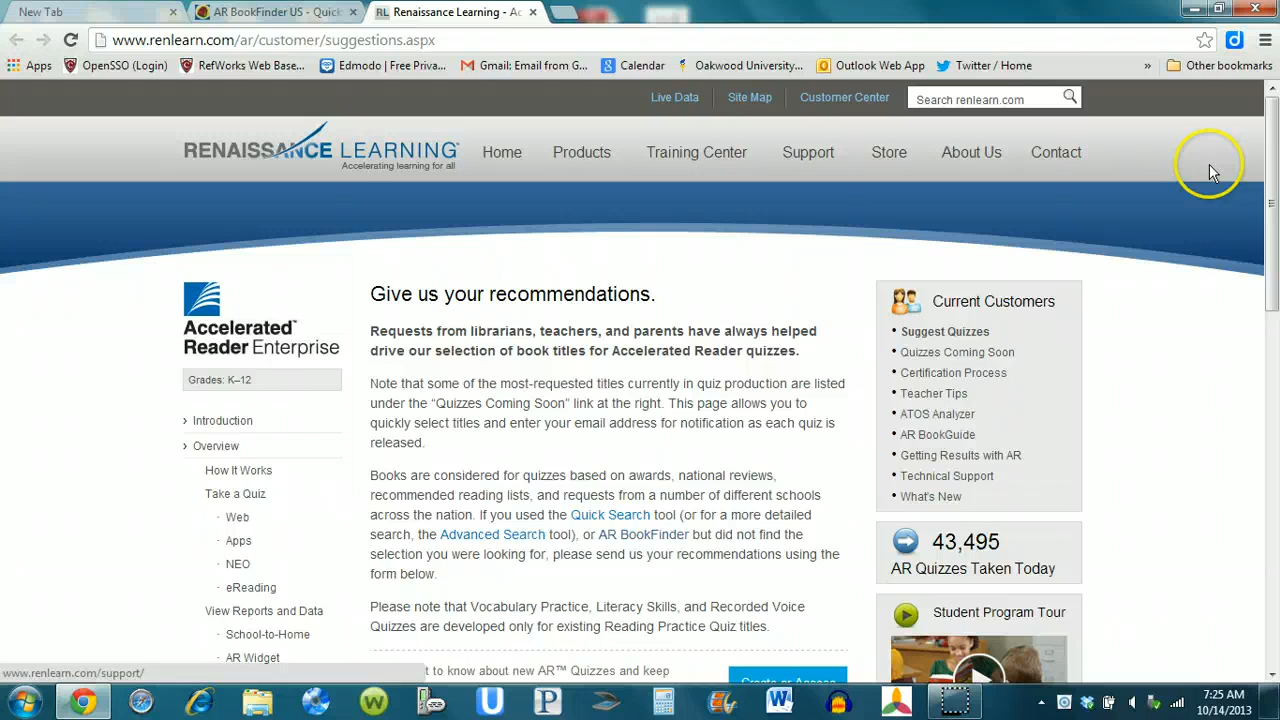 New Tab
AR BookFinder US - Quick
RL Renaissance Learning - Ac
www.renlearn.com/ar/customer/suggestions.aspx
Apps OpenSSO (Login) RefWorks Web Base... Edmodo | Free Priva... Gmail: Email from G... Calendar Oakwood University,... Outlook Web App Twitter / Home » Other bookmarks
Live Data Site Map Customer Center Search renlearn.com
RENAISSANCE LEARNING
Accelerating learning for all
Home Products Training Center Support Store About Us Contact
Accelerated™
Reader Enterprise
Grades: K–12
› Introduction
› Overview
How It Works
Take a Quiz
· Web
· Apps
· NEO
· eReading
View Reports and Data
· School-to-Home
· AR Widget
Give us your recommendations.
Requests from librarians, teachers, and parents have always helped
drive our selection of book titles for Accelerated Reader quizzes.
Note that some of the most-requested titles currently in quiz production are listed
under the “Quizzes Coming Soon” link at the right. This page allows you to
quickly select titles and enter your email address for notification as each quiz is
released.
Books are considered for quizzes based on awards, national reviews,
recommended reading lists, and requests from a number of different schools
across the nation. If you used the Quick Search tool (or for a more detailed
search, the Advanced Search tool), or AR BookFinder but did not find the
selection you were looking for, please send us your recommendations using the
form below.
Please note that Vocabulary Practice, Literacy Skills, and Recorded Voice
Quizzes are developed only for existing Reading Practice Quiz titles.
t to know about new AR™ Quizzes and keep
Create or Access
Current Customers
• Suggest Quizzes
• Quizzes Coming Soon
• Certification Process
• Teacher Tips
• ATOS Analyzer
• AR BookGuide
• Getting Results with AR
• Technical Support
• What's New
43,495
AR Quizzes Taken Today
Student Program Tour
www.renlearn.com/support/
7:25 AM
10/14/2013